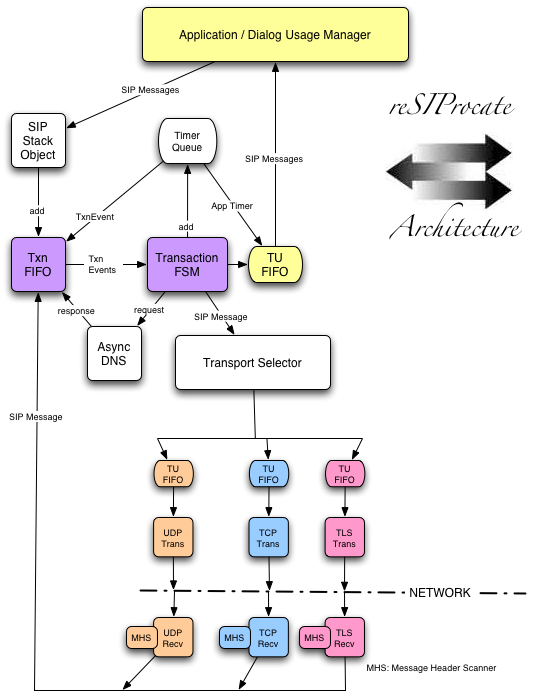 Application / Dialog Usage Manager
SIP Messages
reSIProcate
SIP
Stack
Object
Timer
Queue
SIP Messages
add
TxnEvent
App Timer
Architecture
add
Txn
FIFO
Txn
Events
Transaction
FSM
TU
FIFO
response
request
SIP Message
Async
DNS
Transport Selector
SIP Message
TU
FIFO
TU
FIFO
TU
FIFO
UDP
Trans
TCP
Trans
TLS
Trans
NETWORK
MHS
UDP
Recv
MHS
TCP
Recv
MHS
TLS
Recv
MHS: Message Header Scanner